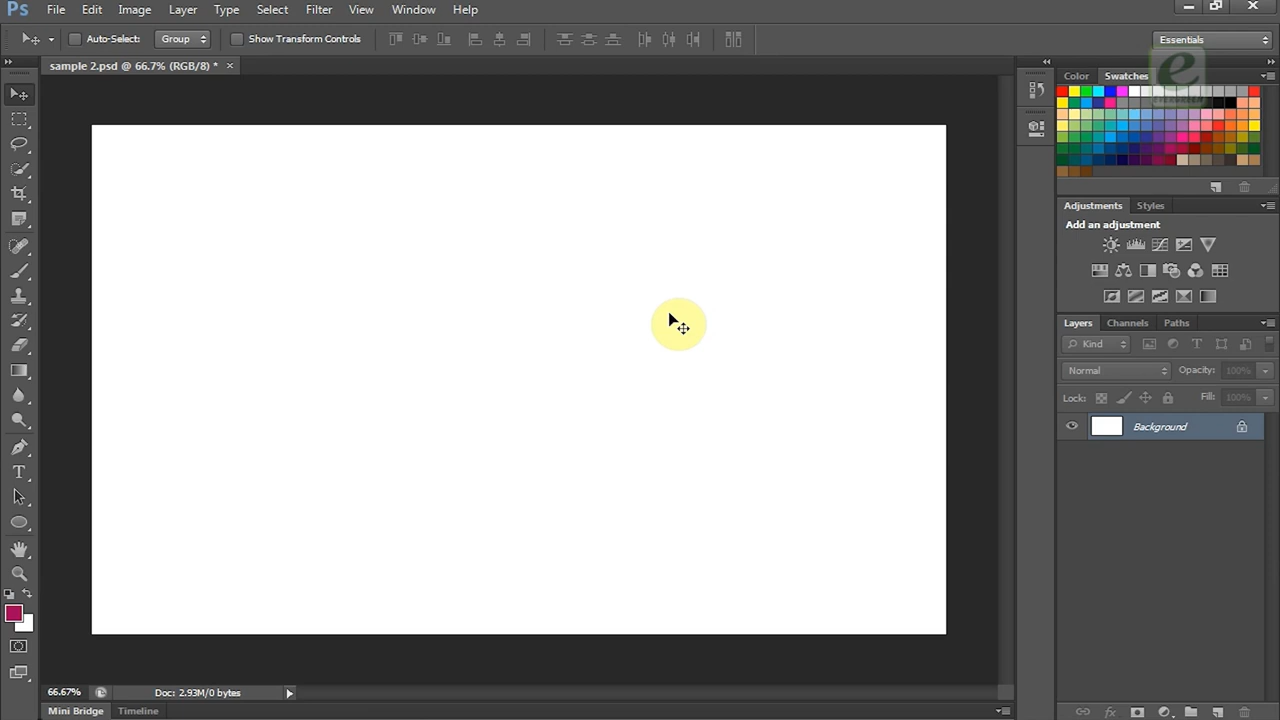 Ps File Edit Image Layer Type Select Filter View Window Help
Auto-Select: Group Show Transform Controls Essentials
sample 2.psd @ 66.7% (RGB/8) * ×
Color Swatches
e
EVERGREEN
Adjustments Styles
Add an adjustment
Layers Channels Paths
Kind
Normal Opacity: 100%
Lock: Fill: 100%
Background
66.67% Doc: 2.93M/0 bytes
Mini Bridge Timeline